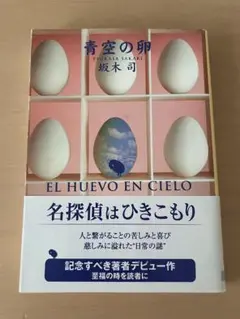 青空の卵
TSUKASA SAKAKI
坂木 司
EL HUEVO EN CIELO
名探偵はひきこもり
人と繋がることの苦しみと喜び
慈しみに溢れた“日常の謎”
記念すべき著者デビュー作
至福の時を読者に